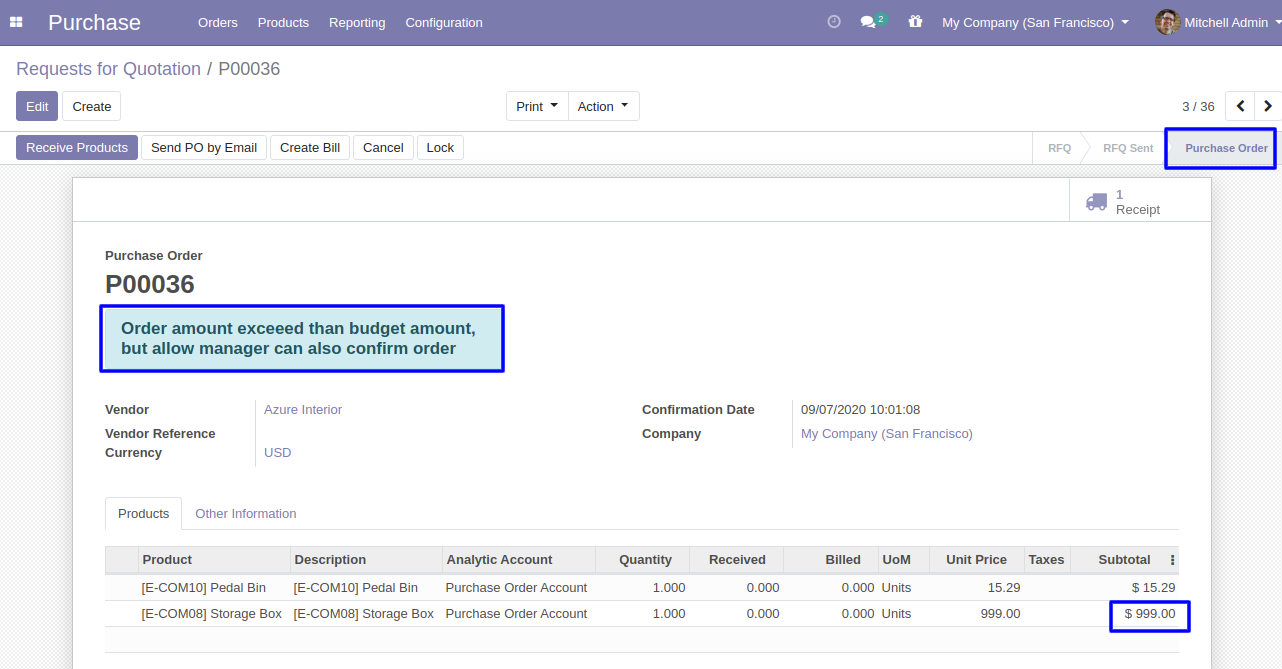 Purchase Orders Products Reporting Configuration 2 My Company (San Francisco) Mitchell Admin
Requests for Quotation / P00036
Edit Create Print Action 3 / 36
Receive Products Send PO by Email Create Bill Cancel Lock RFQ RFQ Sent Purchase Order
1
Receipt
Purchase Order
P00036
Order amount exceeed than budget amount,
but allow manager can also confirm order
Vendor Azure Interior Confirmation Date 09/07/2020 10:01:08
Vendor Reference Company My Company (San Francisco)
Currency USD
Products Other Information
Product Description Analytic Account Quantity Received Billed UoM Unit Price Taxes Subtotal
[E-COM10] Pedal Bin [E-COM10] Pedal Bin Purchase Order Account 1.000 0.000 0.000 Units 15.29 $ 15.29
[E-COM08] Storage Box [E-COM08] Storage Box Purchase Order Account 1.000 0.000 0.000 Units 999.00 $ 999.00